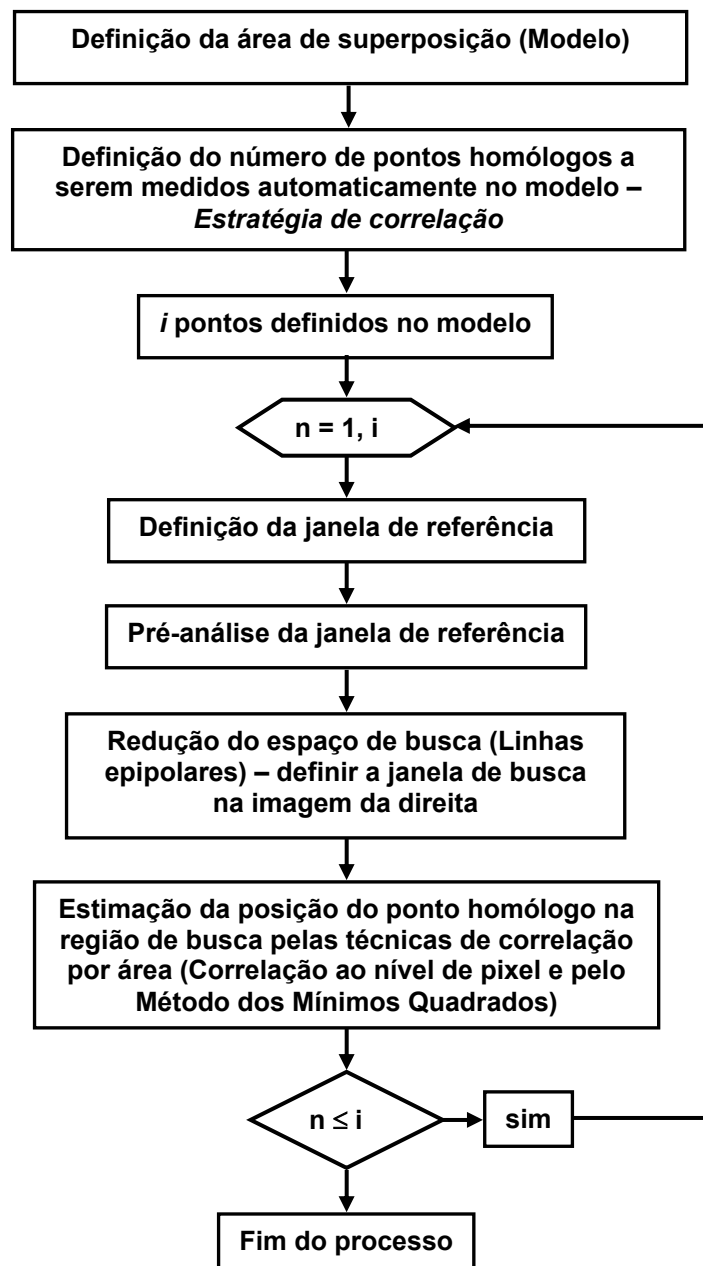 Definição da área de superposição (Modelo)
Definição do número de pontos homólogos a
serem medidos automaticamente no modelo –
Estratégia de correlação
i pontos definidos no modelo
n = 1, i
Definição da janela de referência
Pré-análise da janela de referência
Redução do espaço de busca (Linhas
epipolares) – definir a janela de busca
na imagem da direita
Estimação da posição do ponto homólogo na
região de busca pelas técnicas de correlação
por área (Correlação ao nível de pixel e pelo
Método dos Mínimos Quadrados)
n ≤ i
sim
Fim do processo